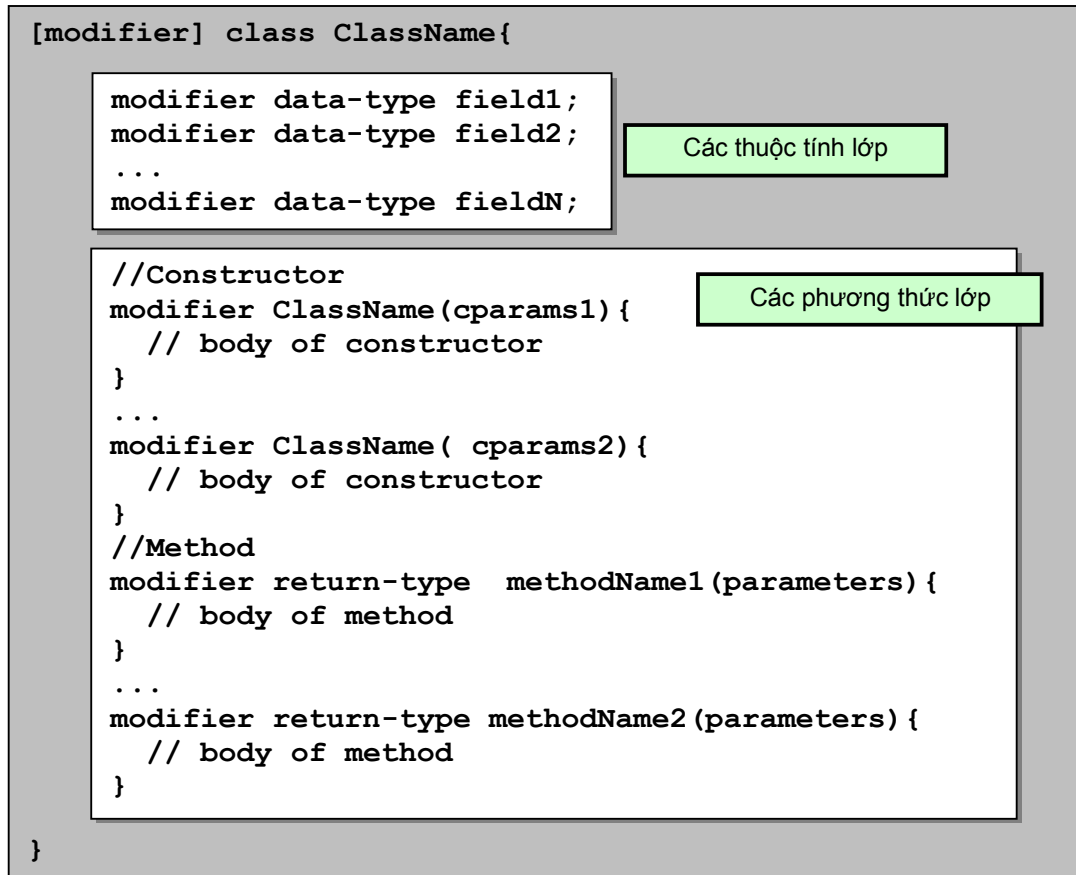 [modifier] class ClassName{
modifier data-type field1;
modifier data-type field2;
...
modifier data-type fieldN;
Các thuộc tính lớp
//Constructor
modifier ClassName(cparams1){
// body of constructor
}
...
modifier ClassName( cparams2){
// body of constructor
}
//Method
modifier return-type  methodName1(parameters){
// body of method
}
...
modifier return-type methodName2(parameters){
// body of method
}
Các phương thức lớp
}